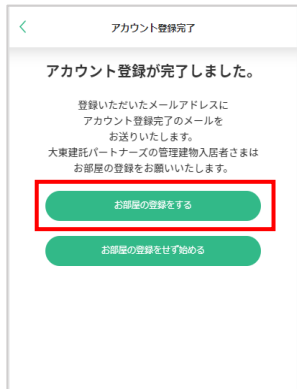 アカウント登録完了
アカウント登録が完了しました。
登録いただいたメールアドレスに
アカウント登録完了のメールを
お送りいたします。
大東建託パートナーズの管理建物入居者さまは
お部屋の登録をお願いいたします。
お部屋の登録をする
お部屋の登録をせず始める